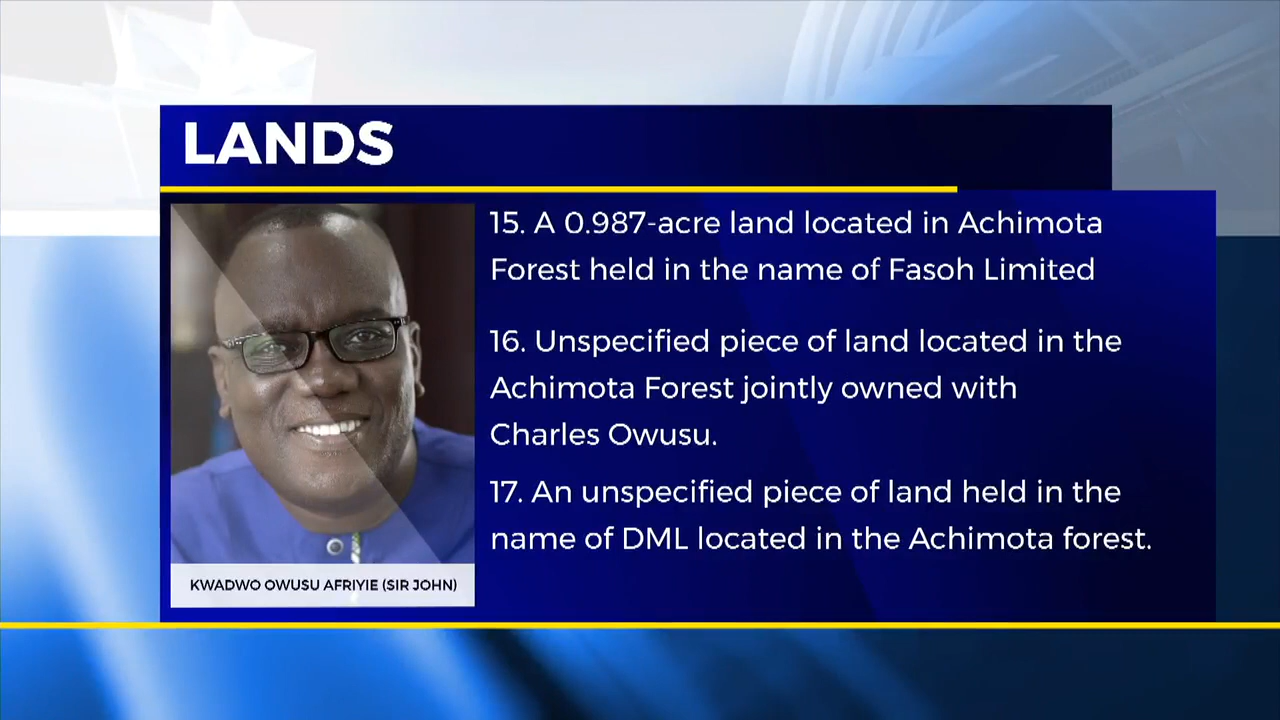 LANDS
15. A 0.987-acre land located in Achimota
Forest held in the name of Fasoh Limited
16. Unspecified piece of land located in the
Achimota Forest jointly owned with
Charles Owusu.
17. An unspecified piece of land held in the
name of DML located in the Achimota forest.
KWADWO OWUSU AFRIYIE (SIR JOHN)